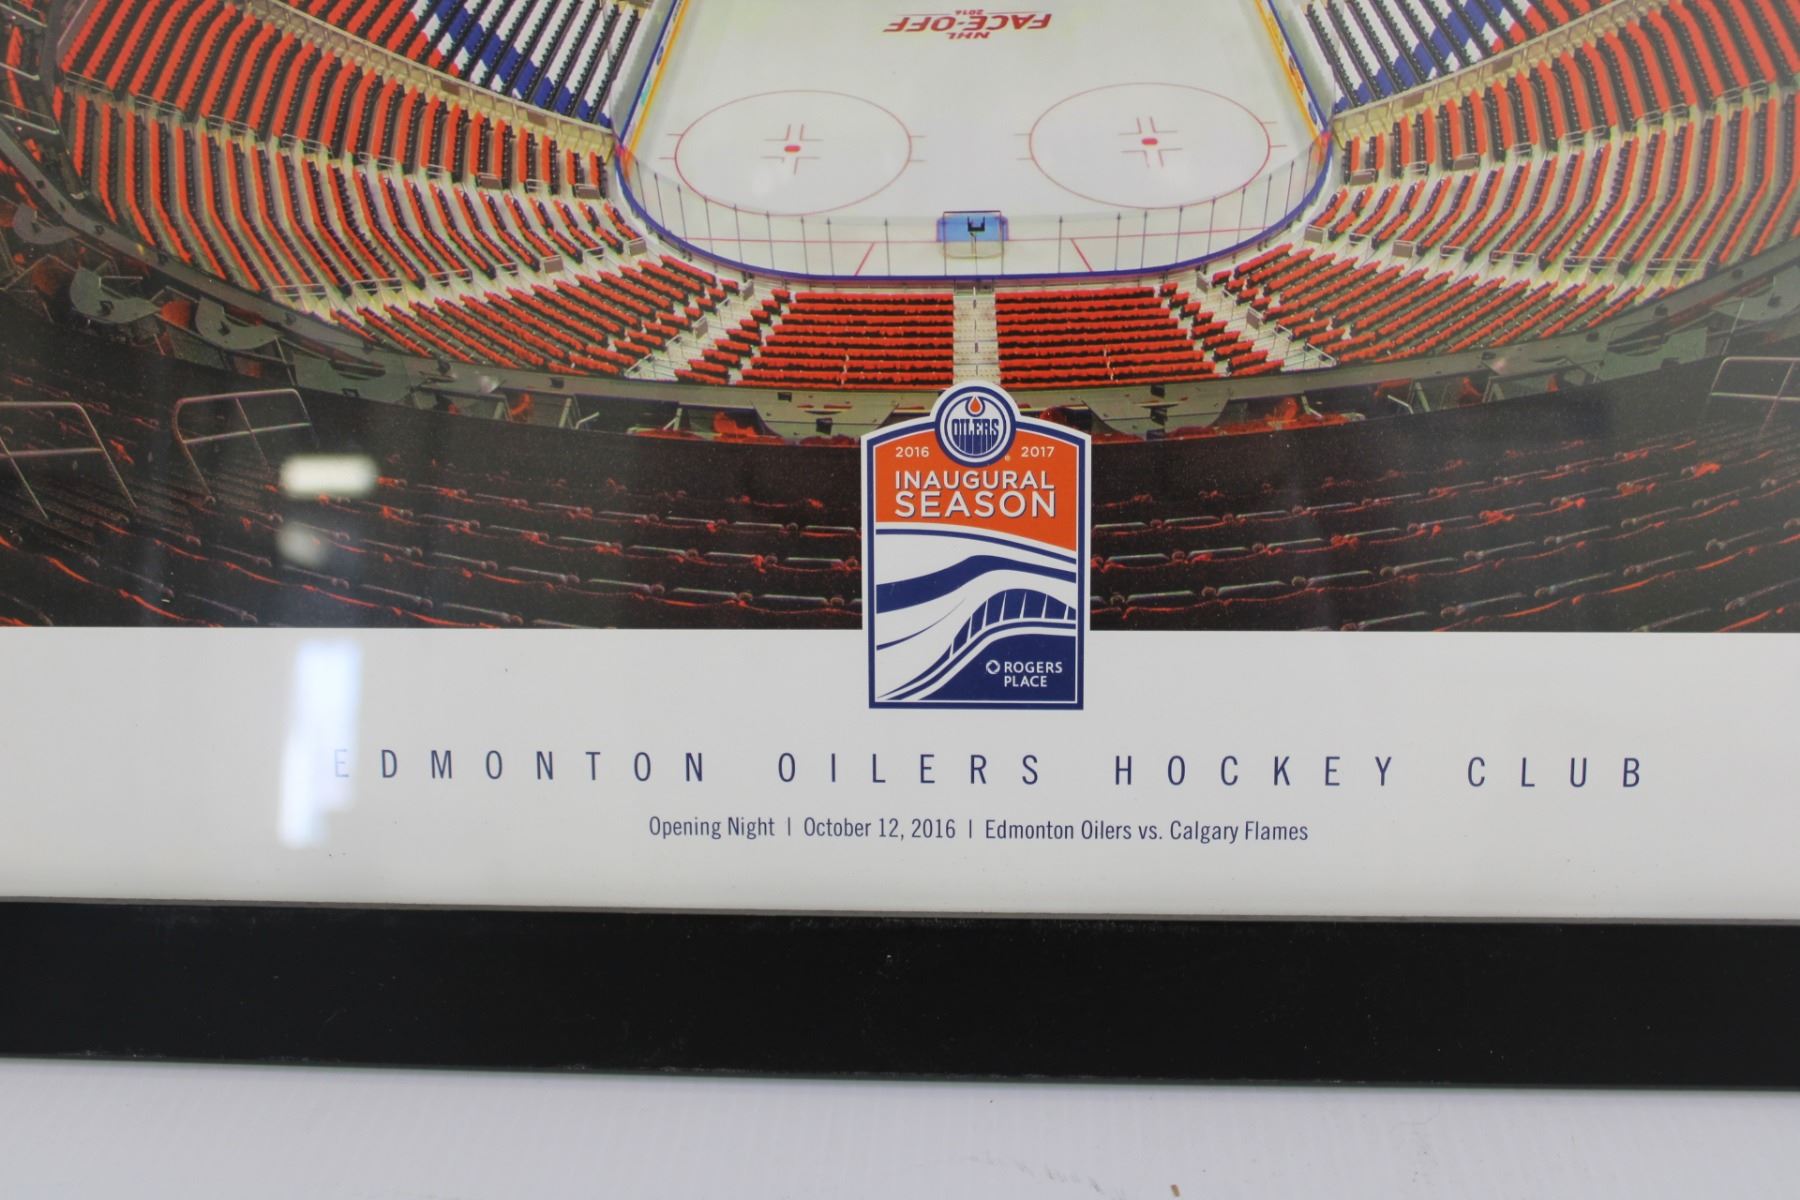 NHL
FACE-OFF
2016
OILERS
2016 2017
INAUGURAL
SEASON
ROGERS
PLACE
EDMONTON OILERS HOCKEY CLUB
Opening Night | October 12, 2016 | Edmonton Oilers vs. Calgary Flames